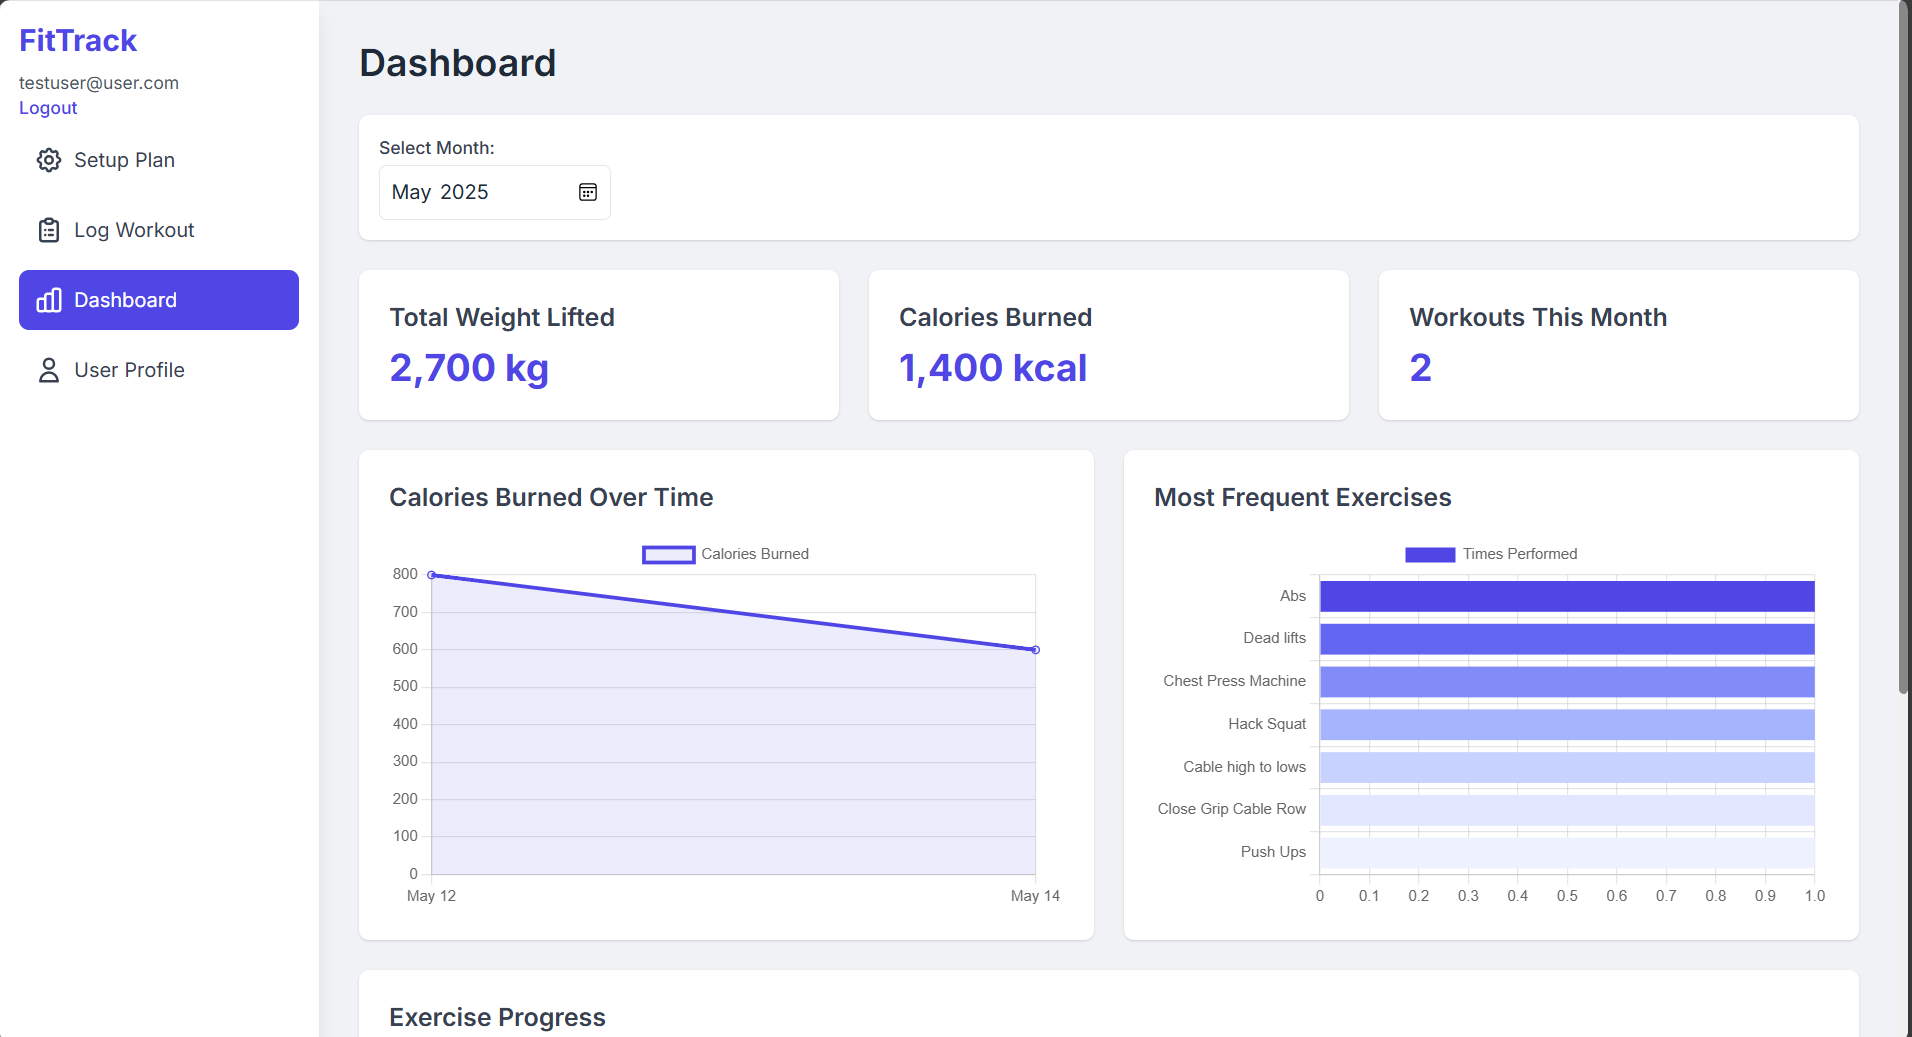 FitTrack
testuser@user.com
Logout
Setup Plan
Log Workout
Dashboard
User Profile
Dashboard
Select Month:
May 2025
Total Weight Lifted
2,700 kg
Calories Burned
1,400 kcal
Workouts This Month
2
Calories Burned Over Time
Calories Burned
800
700
600
500
400
300
200
100
0
May 12 May 14
Most Frequent Exercises
Times Performed
Abs
Dead lifts
Chest Press Machine
Hack Squat
Cable high to lows
Close Grip Cable Row
Push Ups
0 0.1 0.2 0.3 0.4 0.5 0.6 0.7 0.8 0.9 1.0
Exercise Progress